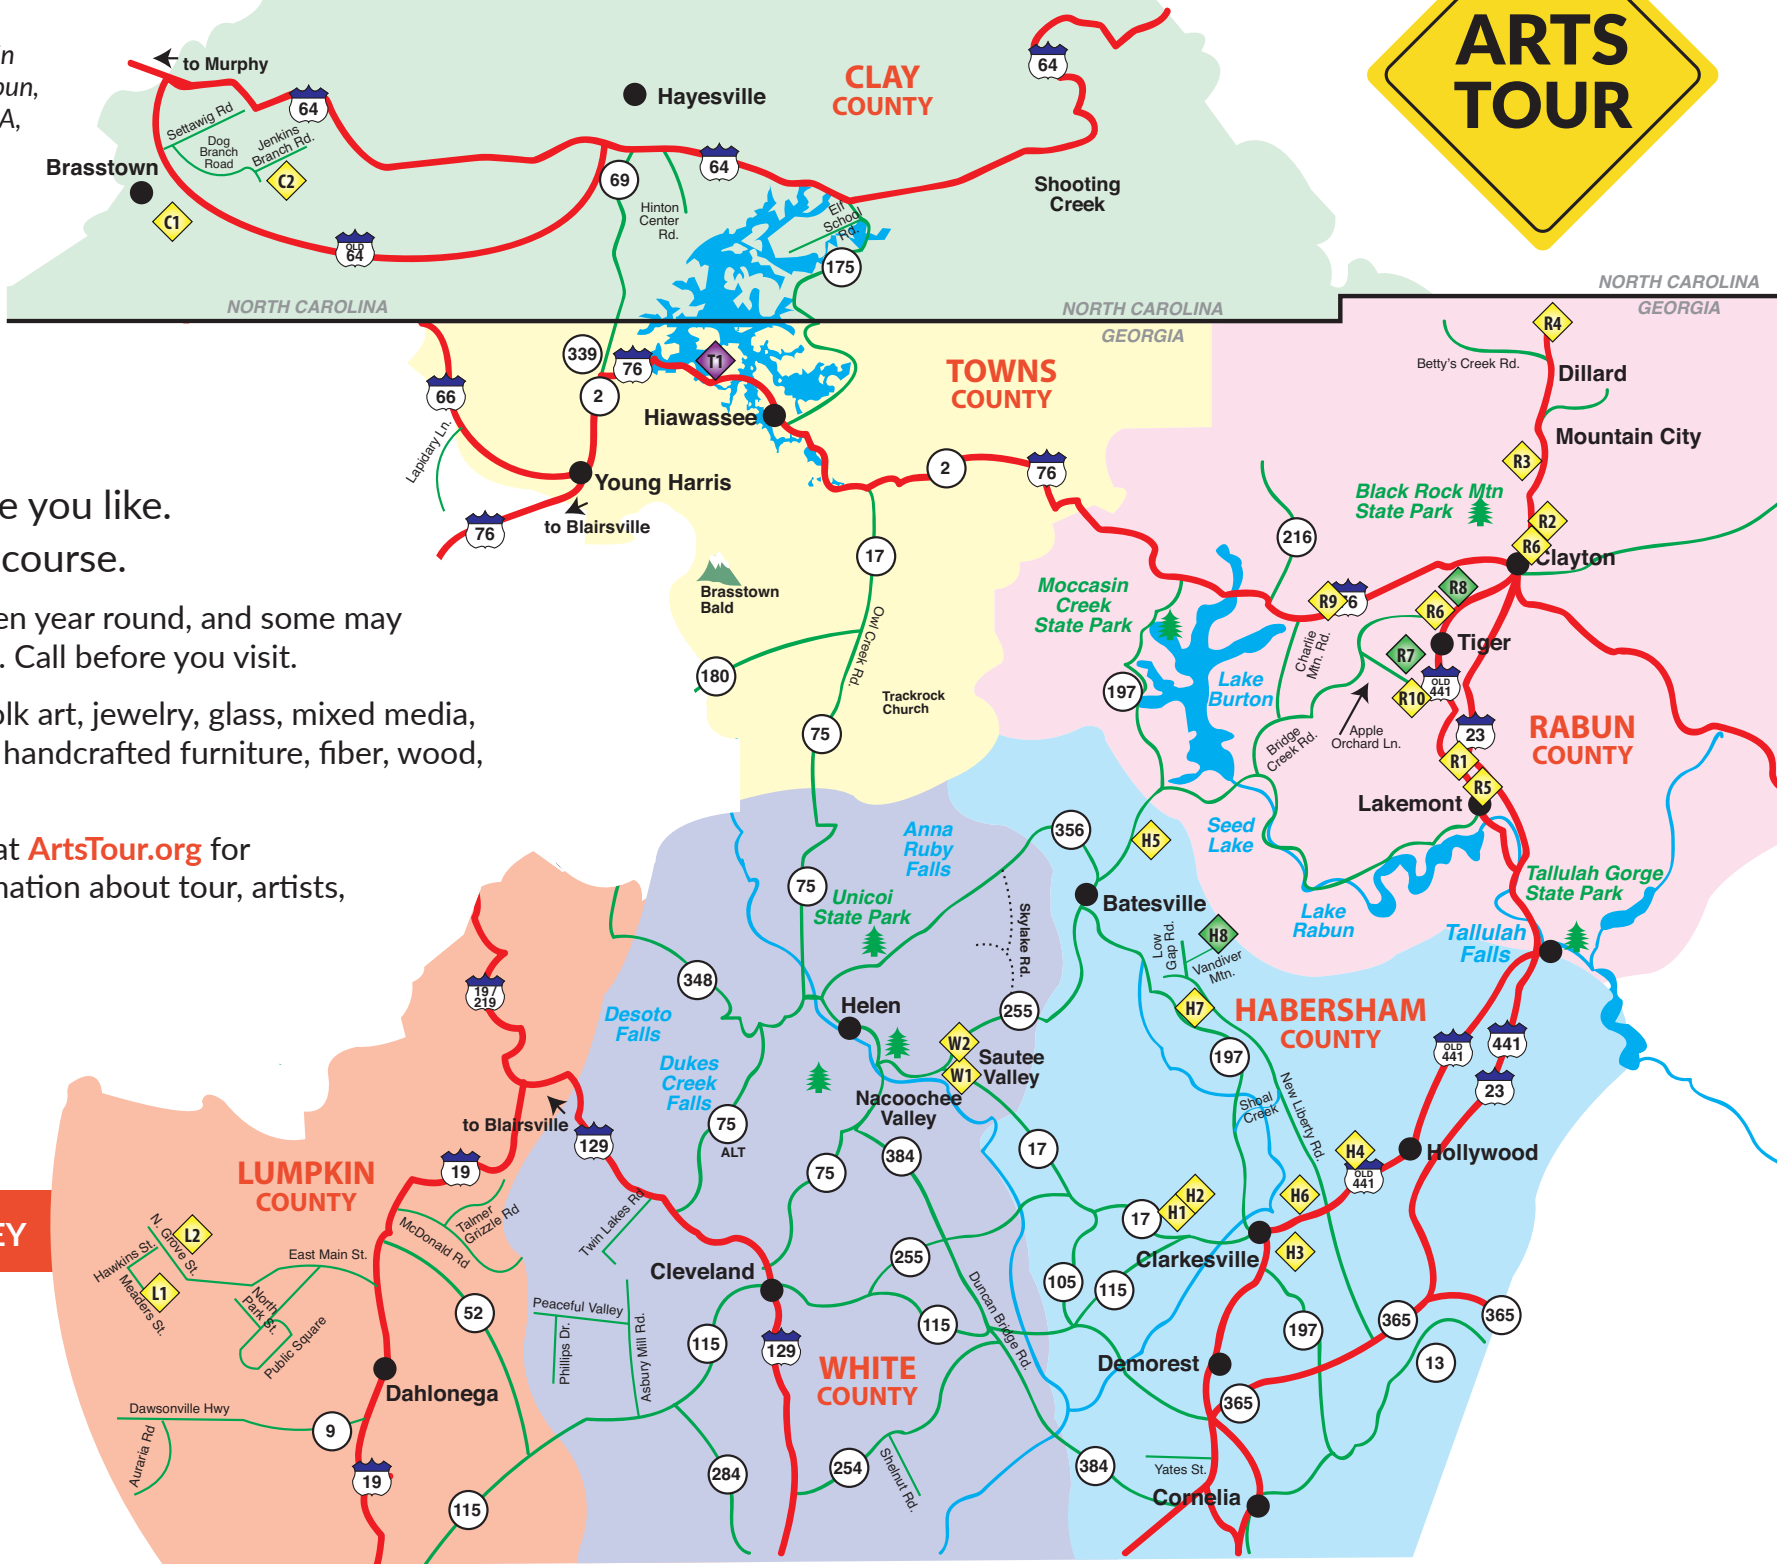 ARTS
TOUR
in
oun,
A,
to Murphy
64
Hayesville
CLAY
COUNTY
64
Settawig Rd
Dog
Branch
Road
Jenkins
Branch Rd.
Brasstown
C2
C1
69
64
Hinton
Center
Rd.
Elf
School
Rd.
Shooting
Creek
OLD
64
175
NORTH CAROLINA
NORTH CAROLINA
GEORGIA
NORTH CAROLINA
GEORGIA
339
76
T1
2
66
TOWNS
COUNTY
Hiawassee
Lapidary Ln.
Young Harris
to Blairsville
76
2
76
R4
Betty's Creek Rd.
Dillard
Mountain City
R3
Black Rock Mtn
State Park
R2
R6
Clayton
216
e you like.
course.
en year round, and some may
. Call before you visit.
olk art, jewelry, glass, mixed media,
handcrafted furniture, fiber, wood,
at ArtsTour.org for
mation about tour, artists,
EY
17
Brasstown
Bald
Owl Creek Rd.
180
Trackrock
Church
75
Moccasin
Creek
State Park
197
Lake
Burton
R9
6
R8
R6
Tiger
Charlie
Mtn. Rd.
R7
OLD
441
R10
Apple
Orchard Ln.
Bridge
Creek Rd.
23
RABUN
COUNTY
R1
R5
Lakemont
Seed
Lake
Lake
Rabun
Tallulah Gorge
State Park
Tallulah
Falls
356
H5
Batesville
Anna
Ruby
Falls
75
Unicoi
State Park
Skylake Rd.
Low
Gap Rd.
H8
Vandiver
Mtn.
H7
HABERSHAM
COUNTY
348
Desoto
Falls
Helen
255
W2
Sautee
Valley
W1
Nacoochee
Valley
Dukes
Creek
Falls
75
ALT
197
Shoal
Creek
New Liberty Rd.
OLD
441
441
23
19 /
219
to Blairsville
129
19
LUMPKIN
COUNTY
75
384
17
H4
Hollywood
OLD
441
H2
H1
17
H6
Clarkesville
H3
L2
N. Grove St.
Hawkins St.
Meaders St.
L1
East Main St.
McDonald Rd
Talmer
Grizzle Rd
North
Park St.
Public Square
52
Twin Lakes Rd
Cleveland
255
105
115
Peaceful Valley
Phillips Dr.
Asbury Mill Rd.
115
129
115
Duncan Bridge Rd.
WHITE
COUNTY
197
365
365
13
Demorest
365
Dahlonega
Dawsonville Hwy
9
Auraria Rd
19
115
284
254
Shelnut Rd.
384
Yates St.
Cornelia